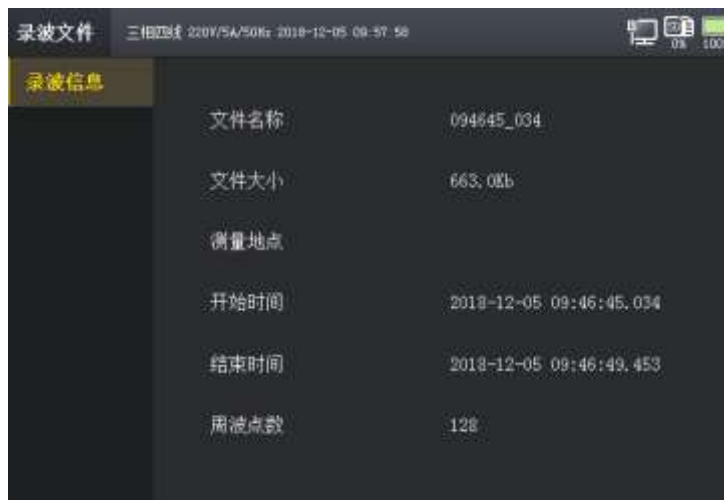 录波文件
三相四线 220V/5A/50Hz 2018-12-05 09:57:58
0%
100
录波信息
文件名称 094645_034
文件大小 663.0Kb
测量地点
开始时间 2018-12-05 09:46:45.034
结束时间 2018-12-05 09:46:49.453
周波点数 128